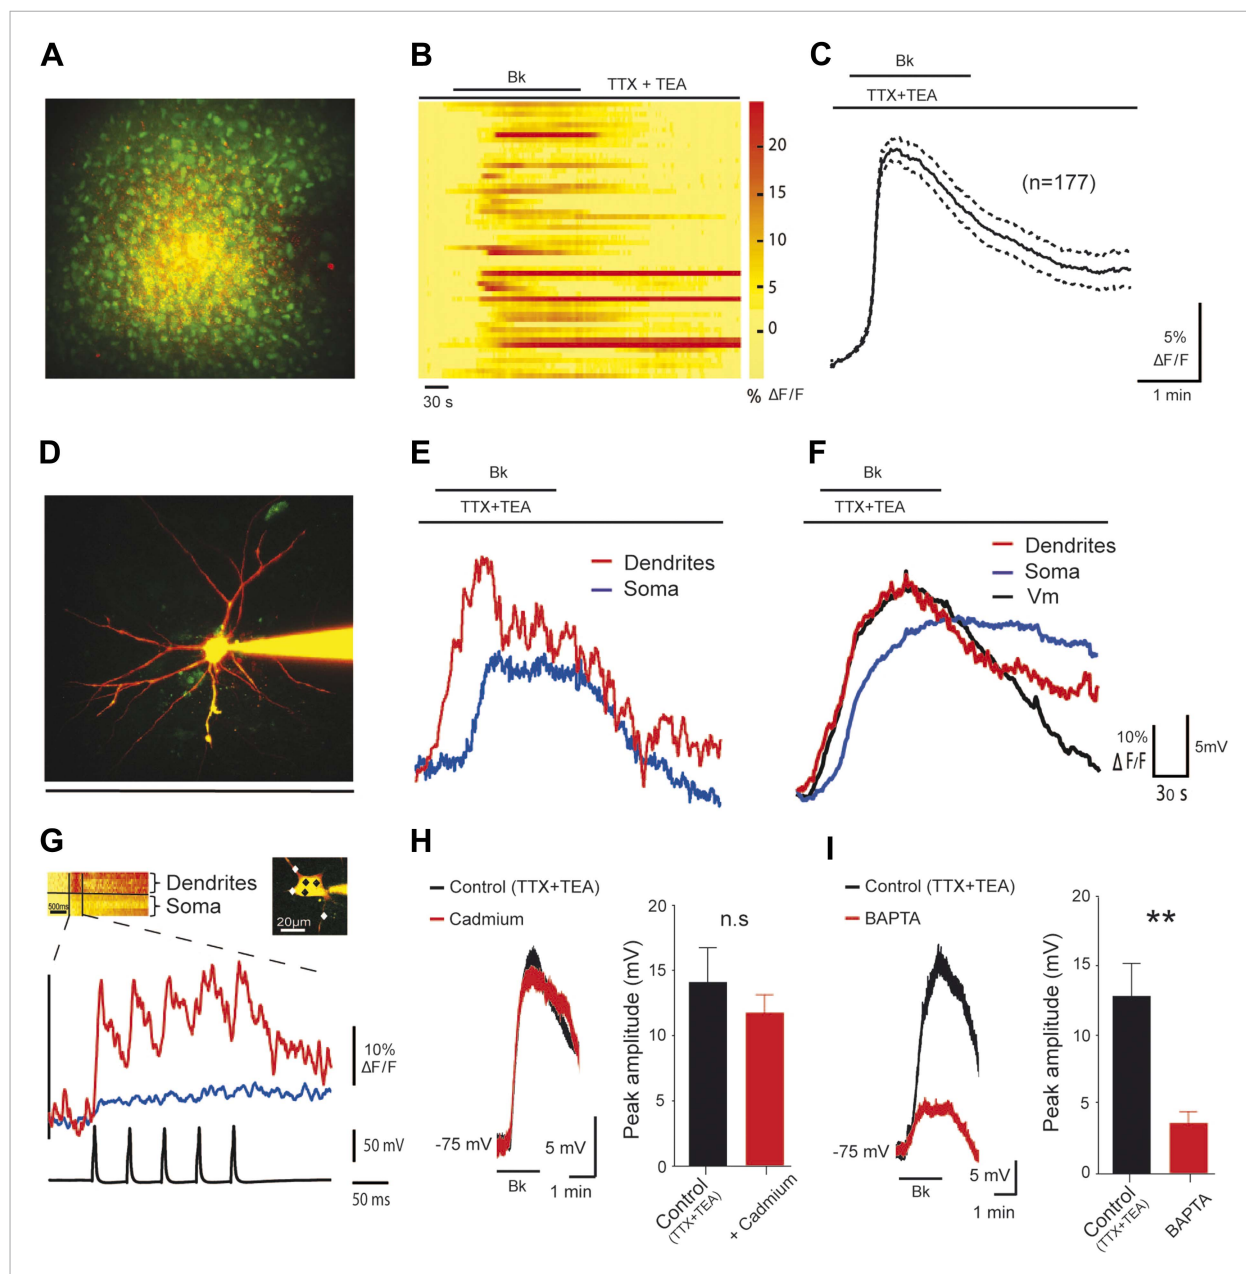 A
B
Bk
TTX + TEA
20
15
10
5
0
30 s
% ΔF/F
C
Bk
TTX+TEA
(n=177)
5%
ΔF/F
1 min
D
E
Bk
TTX+TEA
Dendrites
Soma
F
Bk
TTX+TEA
Dendrites
Soma
Vm
10%
Δ F/F
5mV
30 s
G
Dendrites
Soma
500ms
20µm
10%
ΔF/F
50 mV
50 ms
H
Control (TTX+TEA)
Cadmium
-75 mV
5 mV
Bk
1 min
Peak amplitude (mV)
20
15
10
5
0
n.s
Control
(TTX+TEA)
+ Cadmium
I
Control (TTX+TEA)
BAPTA
-75 mV
5 mV
Bk
1 min
Peak amplitude (mV)
20
15
10
5
0
**
Control
(TTX+TEA)
BAPTA